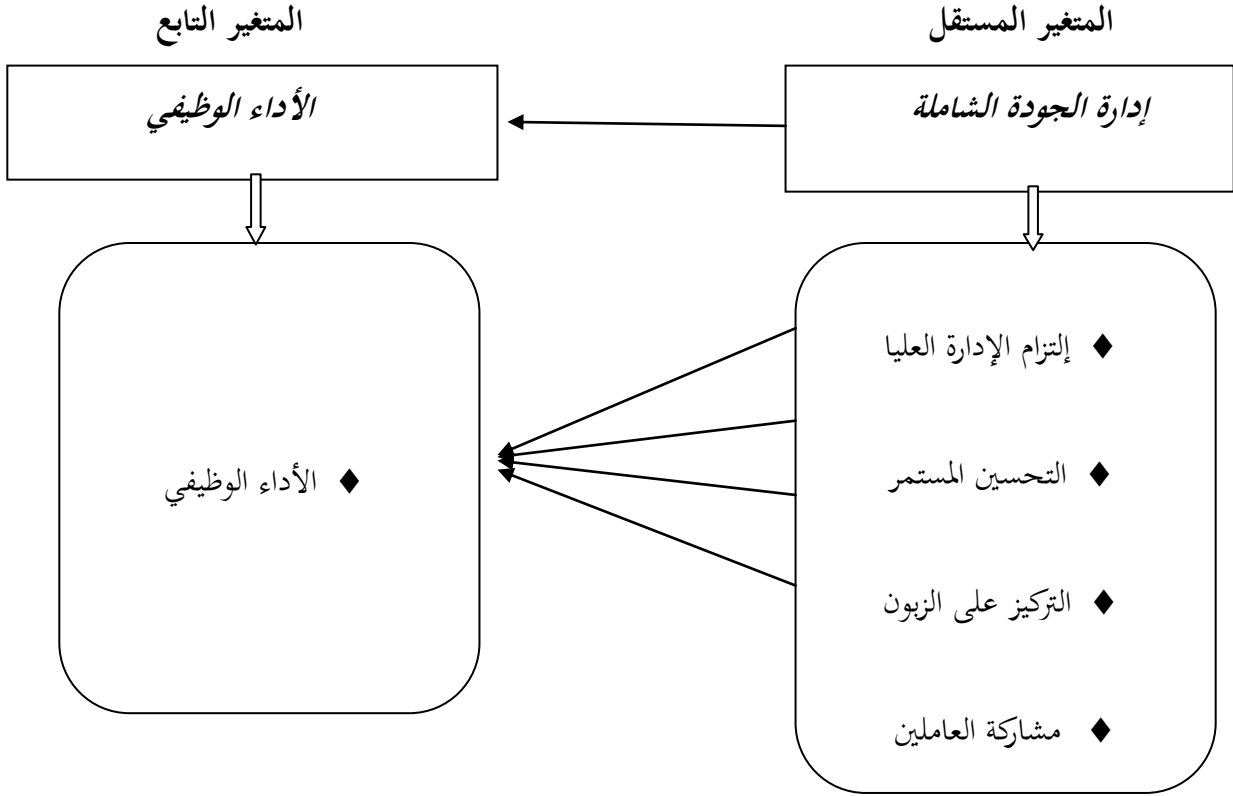 المتغير المستقل
المتغير التابع
إدارة الجودة الشاملة
الأداء الوظيفي
♦ إلتزام الإدارة العليا
♦ التحسين المستمر
♦ التركيز على الزبون
♦ مشاركة العاملين
♦ الأداء الوظيفي